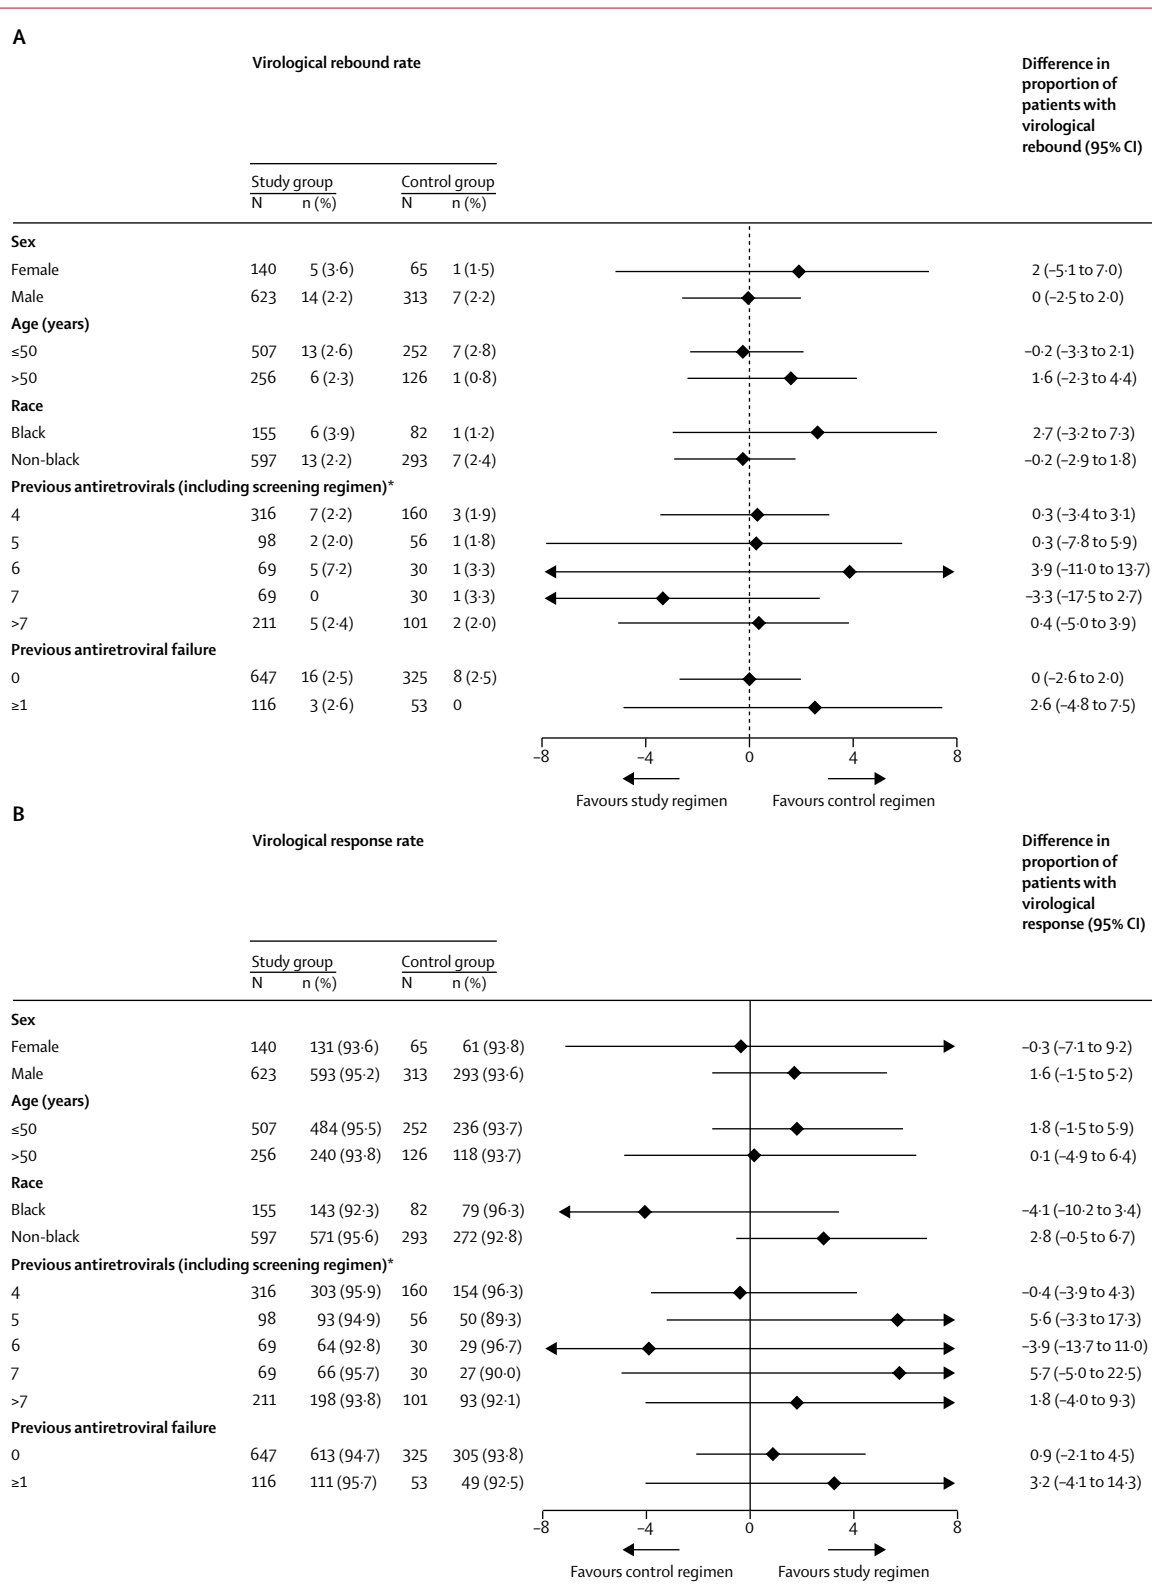 A
Virological rebound rate
Difference in
proportion of
patients with
virological
rebound (95% CI)
Study group Control group
N n (%) N n (%)
Sex
Female 140 5 (3·6) 65 1 (1·5) 2 (–5·1 to 7·0)
Male 623 14 (2·2) 313 7 (2·2) 0 (–2·5 to 2·0)
Age (years)
≤50 507 13 (2·6) 252 7 (2·8) –0·2 (–3·3 to 2·1)
>50 256 6 (2·3) 126 1 (0·8) 1·6 (–2·3 to 4·4)
Race
Black 155 6 (3·9) 82 1 (1·2) 2·7 (–3·2 to 7·3)
Non-black 597 13 (2·2) 293 7 (2·4) –0·2 (–2·9 to 1·8)
Previous antiretrovirals (including screening regimen)*
4 316 7 (2·2) 160 3 (1·9) 0·3 (–3·4 to 3·1)
5 98 2 (2·0) 56 1 (1·8) 0·3 (–7·8 to 5·9)
6 69 5 (7·2) 30 1 (3·3) 3·9 (–11·0 to 13·7)
7 69 0 30 1 (3·3) –3·3 (–17·5 to 2·7)
>7 211 5 (2·4) 101 2 (2·0) 0·4 (–5·0 to 3·9)
Previous antiretroviral failure
0 647 16 (2·5) 325 8 (2·5) 0 (–2·6 to 2·0)
≥1 116 3 (2·6) 53 0 2·6 (–4·8 to 7·5)
–8 –4 0 4 8
Favours study regimen Favours control regimen
B
Virological response rate
Difference in
proportion of
patients with
virological
response (95% CI)
Study group Control group
N n (%) N n (%)
Sex
Female 140 131 (93·6) 65 61 (93·8) –0·3 (–7·1 to 9·2)
Male 623 593 (95·2) 313 293 (93·6) 1·6 (–1·5 to 5·2)
Age (years)
≤50 507 484 (95·5) 252 236 (93·7) 1·8 (–1·5 to 5·9)
>50 256 240 (93·8) 126 118 (93·7) 0·1 (–4·9 to 6·4)
Race
Black 155 143 (92·3) 82 79 (96·3) –4·1 (–10·2 to 3·4)
Non-black 597 571 (95·6) 293 272 (92·8) 2·8 (–0·5 to 6·7)
Previous antiretrovirals (including screening regimen)*
4 316 303 (95·9) 160 154 (96·3) –0·4 (–3·9 to 4·3)
5 98 93 (94·9) 56 50 (89·3) 5·6 (–3·3 to 17·3)
6 69 64 (92·8) 30 29 (96·7) –3·9 (–13·7 to 11·0)
7 69 66 (95·7) 30 27 (90·0) 5·7 (–5·0 to 22·5)
>7 211 198 (93·8) 101 93 (92·1) 1·8 (–4·0 to 9·3)
Previous antiretroviral failure
0 647 613 (94·7) 325 305 (93·8) 0·9 (–2·1 to 4·5)
≥1 116 111 (95·7) 53 49 (92·5) 3·2 (–4·1 to 14·3)
–8 –4 0 4 8
Favours control regimen Favours study regimen